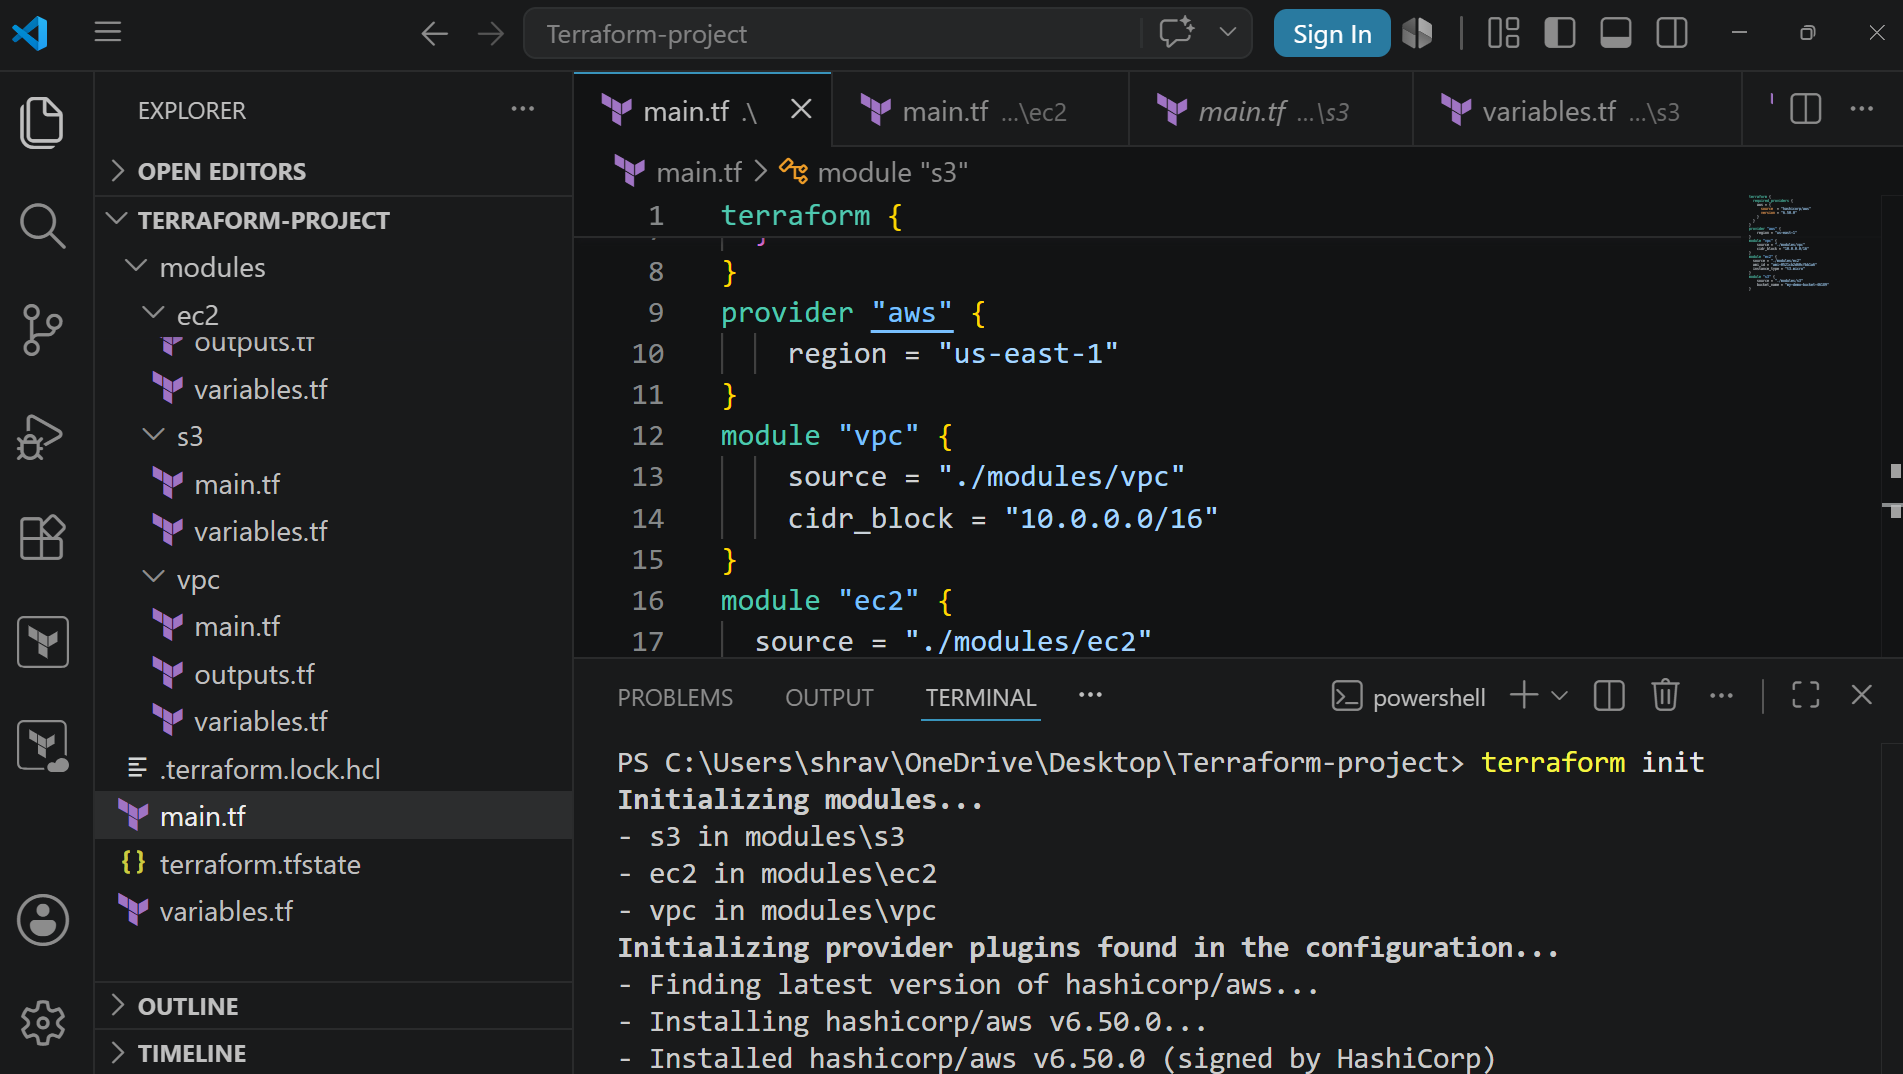 Terraform-project
Sign In
EXPLORER
OPEN EDITORS
TERRAFORM-PROJECT
modules
ec2
outputs.tf
variables.tf
s3
main.tf
variables.tf
vpc
main.tf
outputs.tf
variables.tf
.terraform.lock.hcl
main.tf
terraform.tfstate
variables.tf
OUTLINE
TIMELINE
main.tf .\
main.tf ...\ec2
main.tf ...\s3
variables.tf ...\s3
main.tf > module "s3"
1 terraform {
8 }
9 provider "aws" {
10 region = "us-east-1"
11 }
12 module "vpc" {
13 source = "./modules/vpc"
14 cidr_block = "10.0.0.0/16"
15 }
16 module "ec2" {
17 source = "./modules/ec2"
PROBLEMS OUTPUT TERMINAL
powershell
PS C:\Users\shrav\OneDrive\Desktop\Terraform-project> terraform init
Initializing modules...
- s3 in modules\s3
- ec2 in modules\ec2
- vpc in modules\vpc
Initializing provider plugins found in the configuration...
- Finding latest version of hashicorp/aws...
- Installing hashicorp/aws v6.50.0...
- Installed hashicorp/aws v6.50.0 (signed by HashiCorp)